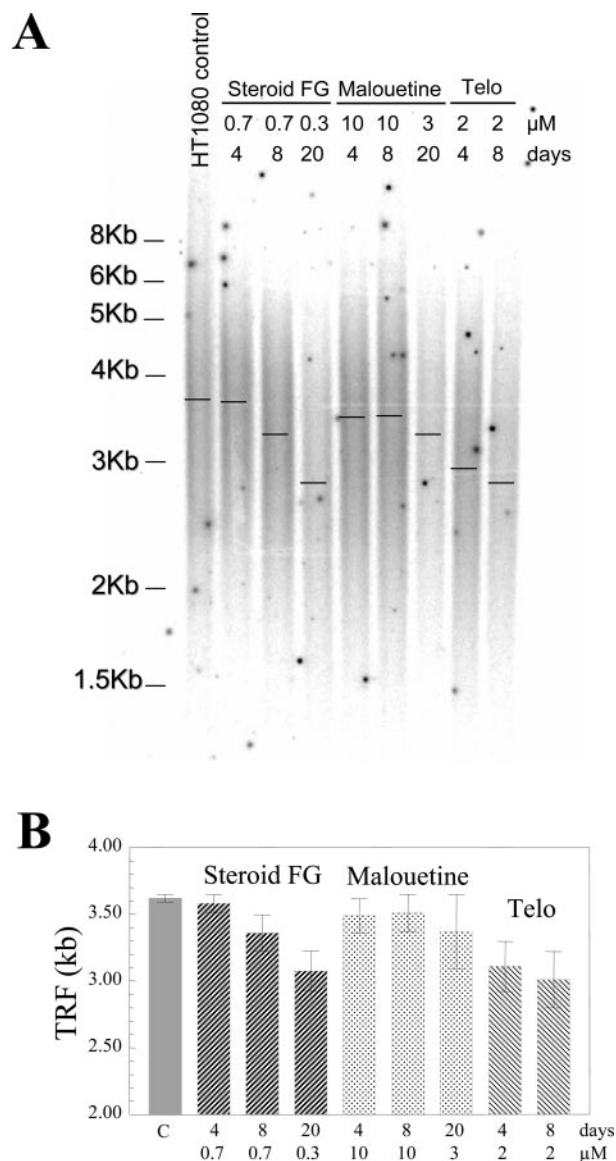 A
HT1080 control
Steroid FG Malouetine Telo
0.7 0.7 0.3 10 10 3 2 2 µM
4 8 20 4 8 20 4 8 days
8Kb
6Kb
5Kb
4Kb
3Kb
2Kb
1.5Kb
B
4.00
3.50
3.00
2.50
2.00
TRF (kb)
Steroid FG Malouetine
Telo
C 4 8 20 4 8 20 4 8 days
0.7 0.7 0.3 10 10 3 2 2 µM